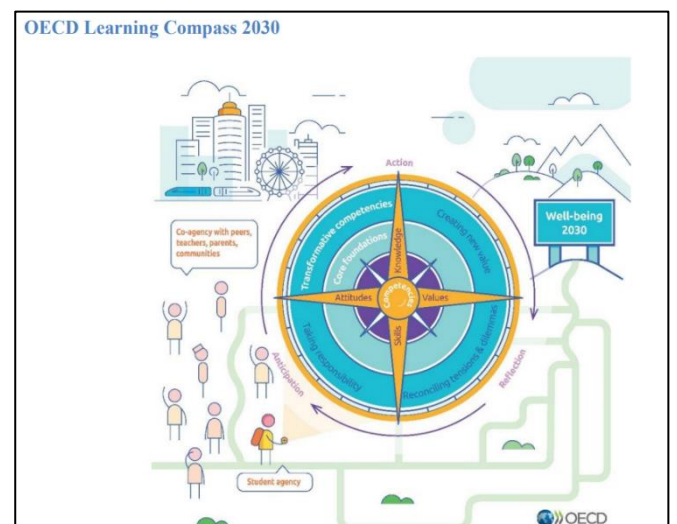 OECD Learning Compass 2030
Action
Co-agency with peers,
teachers, parents,
communities
Well-being
2030
Transformative competencies
Creating new value
Core foundations
Knowledge
Attitudes
Competencies
Values
Skills
Taking responsibility
Reconciling tensions & dilemmas
Anticipation
Reflection
Student agency
OECD